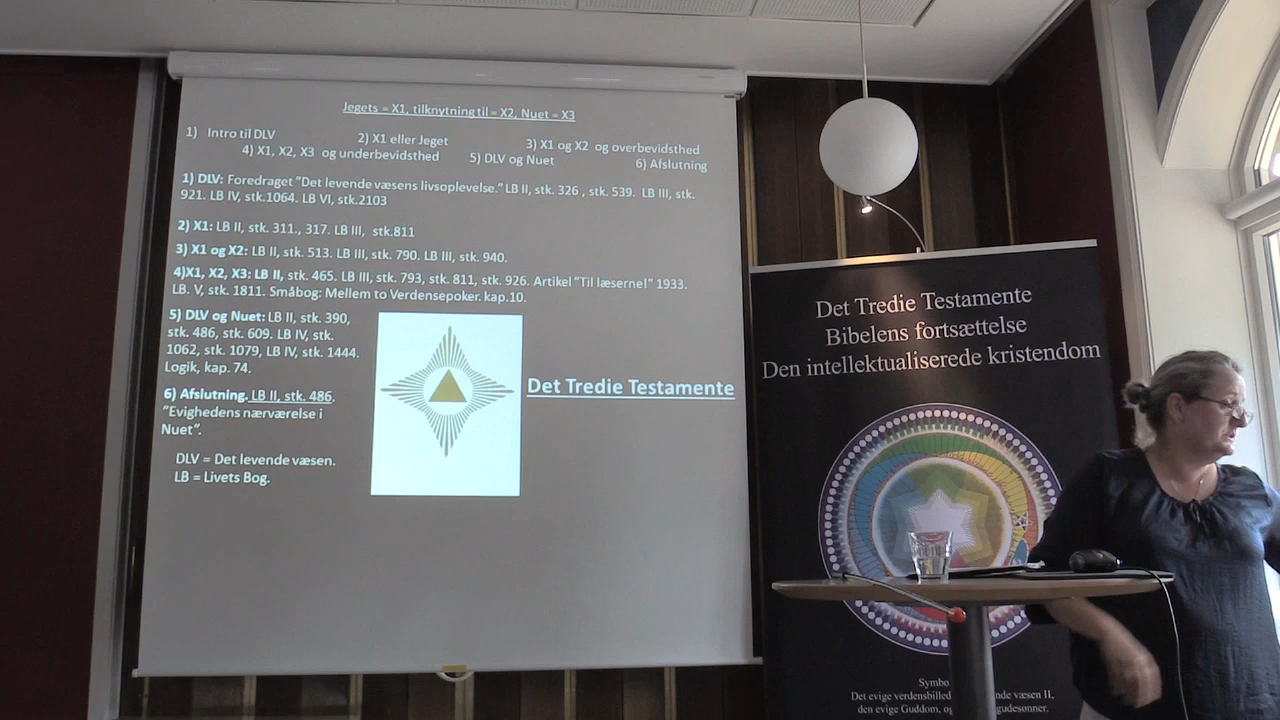 Jegets = X1, tilknytning til = X2, Nuet = X3
1) Intro til DLV 2) X1 eller Jeget 3) X1 og X2 og overbevidsthed
4) X1, X2, X3 og underbevidsthed 5) DLV og Nuet 6) Afslutning
1) DLV: Foredraget "Det levende væsens livsoplevelse." LB II, stk. 326 , stk. 539. LB III, stk.
921. LB IV, stk.1064. LB VI, stk.2103
2) X1: LB II, stk. 311., 317. LB III, stk.811
3) X1 og X2: LB II, stk. 513. LB III, stk. 790. LB III, stk. 940.
4)X1, X2, X3: LB II, stk. 465. LB III, stk. 793, stk. 811, stk. 926. Artikel "Til læserne!" 1933.
LB. V, stk. 1811. Småbog: Mellem to Verdensepoker. kap.10.
5) DLV og Nuet: LB II, stk. 390,
stk. 486, stk. 609. LB IV, stk.
1062, stk. 1079, LB IV, stk. 1444.
Logik, kap. 74.
6) Afslutning. LB II, stk. 486.
"Evighedens nærværelse i
Nuet".
DLV = Det levende væsen.
LB = Livets Bog.
Det Tredie Testamente
Det Tredie Testamente
Bibelens fortsættelse
Den intellektualiserede kristendom
Det evige verdensbilled nde væsen II,
den evige Guddom, gudesønner.